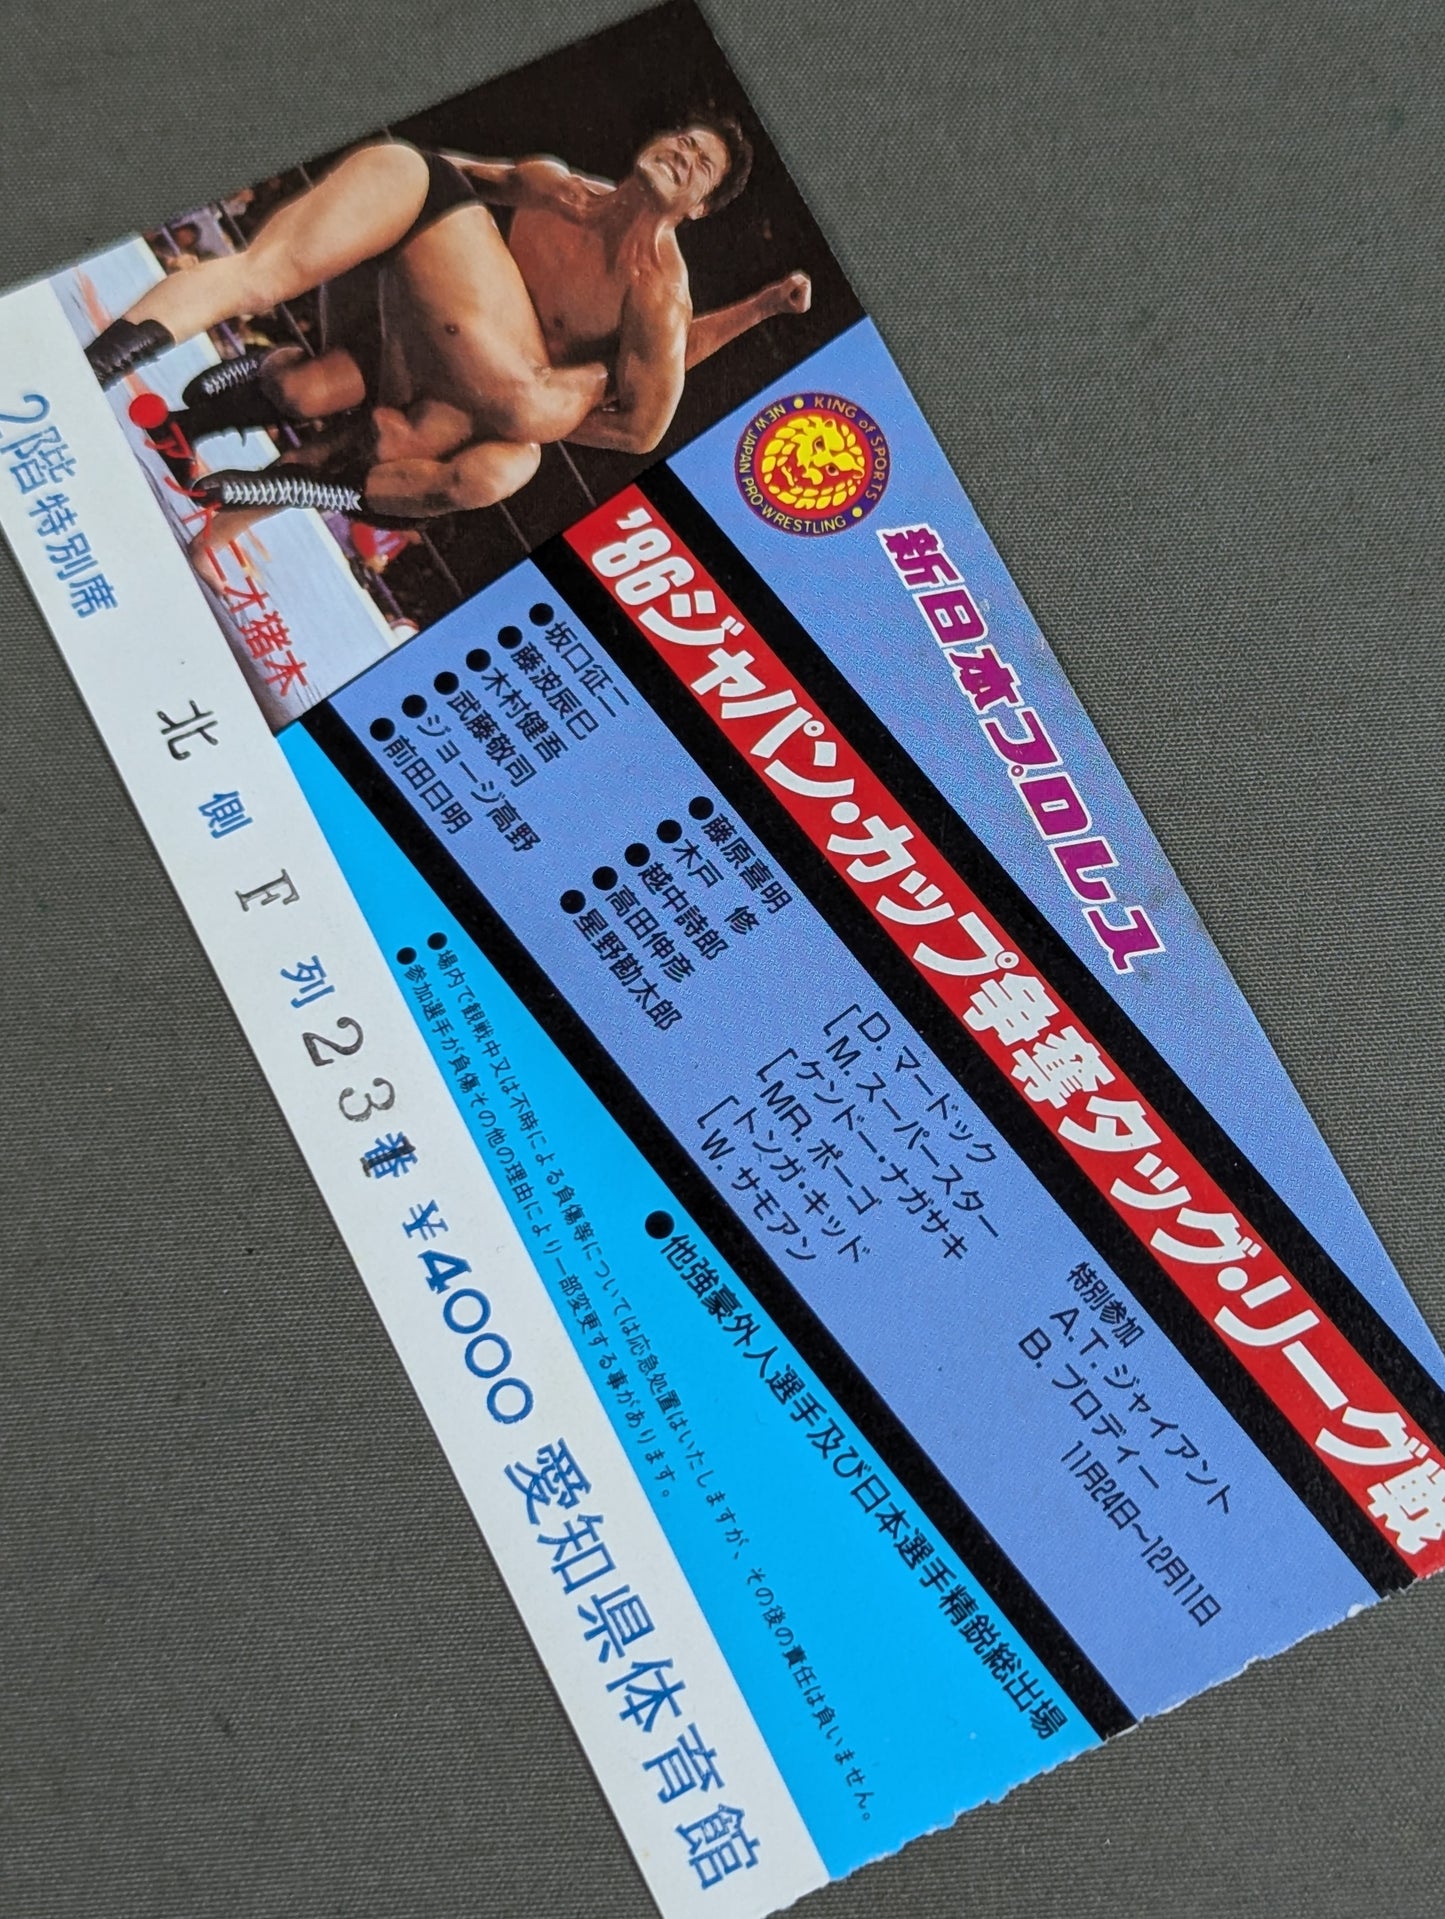 KING of SPORTS
NEW JAPAN PRO-WRESTLING
新日本プロレス
'86ジャパン・カップ争奪タッグ・リーグ戦
●アントニオ猪木
●坂口征二
●藤波辰巳
●木村健吾
●武藤敬司
●ジョージ高野
●前田日明
●藤原喜明
●木戸 修
●越中詩郎
●高田伸彦
●星野勘太郎
D. マードック
M. スーパースター
ケンドー・ナガサキ
MR. ポーゴ
トンガ・キッド
W. サモアン
特別参加
A.T. ジャイアント
B. ブロディー
11月24日〜12月11日
●他強豪外人選手及び日本選手精鋭総出場
●場内で観戦中又は不時による負傷等については応急処置はいたしますが、その後の責任は負いません。
●参加選手が負傷その他の理由により一部変更する事があります。
2階特別席 北側F列23番 ¥4000 愛知県体育館